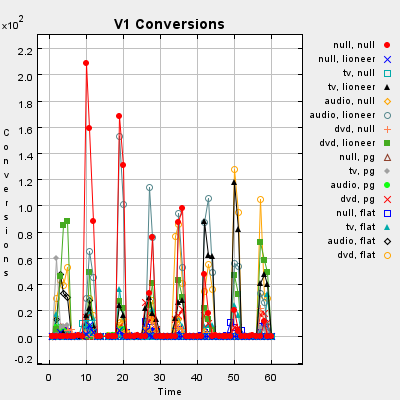 V1 Conversions
x10²
2.2
2.0
1.8
1.6
1.4
1.2
1.0
0.8
0.6
0.4
0.2
0.0
-0.2
Conversions
0 10 20 30 40 50 60
Time
null, null
null, lioneer
tv, null
tv, lioneer
audio, null
audio, lioneer
dvd, null
dvd, lioneer
null, pg
tv, pg
audio, pg
dvd, pg
null, flat
tv, flat
audio, flat
dvd, flat